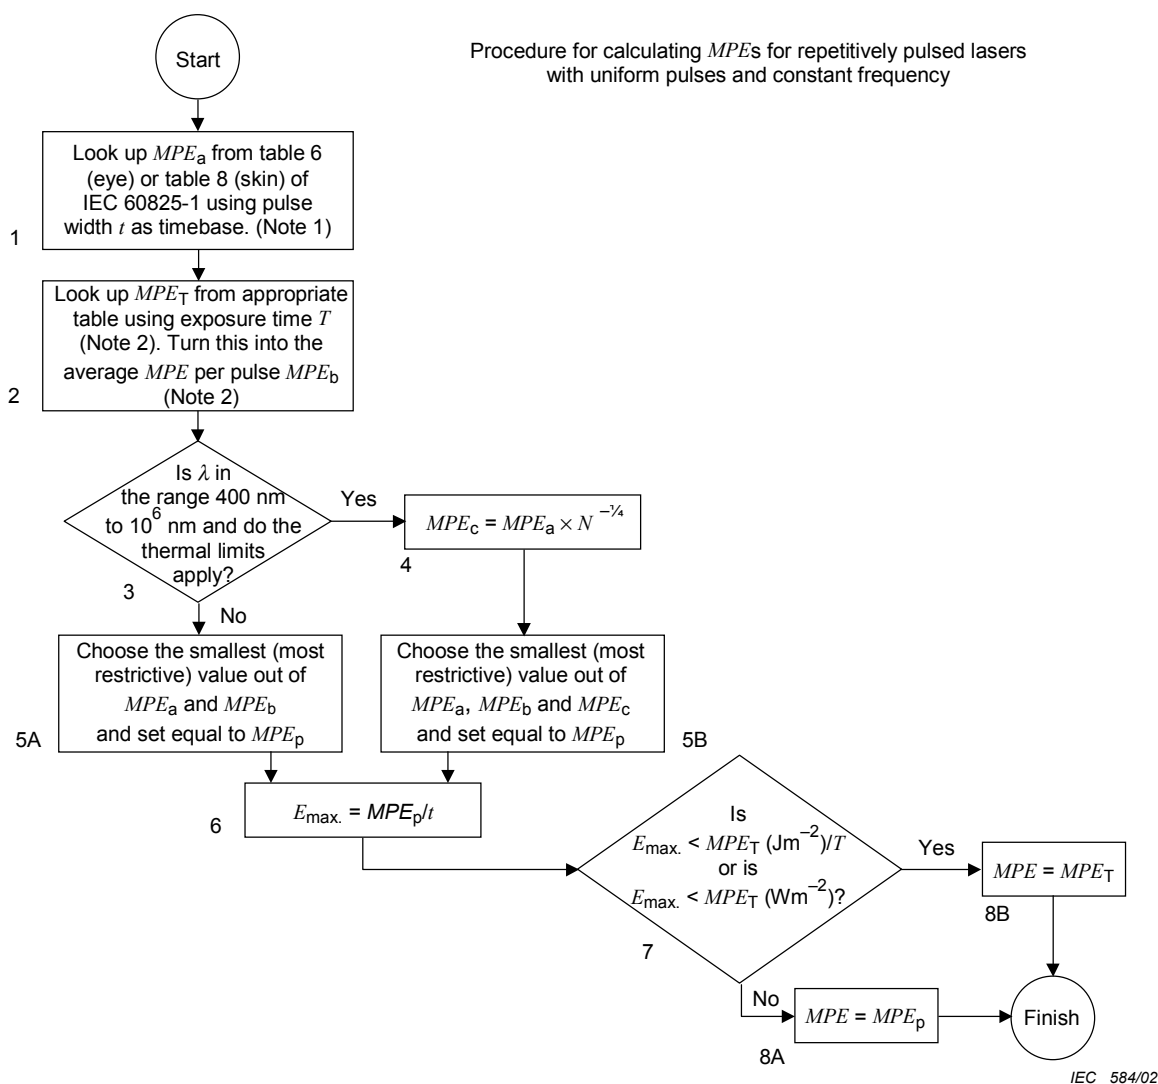 Start
Procedure for calculating MPEs for repetitively pulsed lasers
with uniform pulses and constant frequency
Look up MPEa from table 6
(eye) or table 8 (skin) of
IEC 60825-1 using pulse
width t as timebase. (Note 1)
1
Look up MPET from appropriate
table using exposure time T
(Note 2). Turn this into the
average MPE per pulse MPEb
(Note 2)
2
Is λ in
the range 400 nm
to 10⁶ nm and do the
thermal limits
apply?
3
Yes
MPEc = MPEa × N ⁻¼
4
No
Choose the smallest (most
restrictive) value out of
MPEa and MPEb
and set equal to MPEp
5A
Choose the smallest (most
restrictive) value out of
MPEa, MPEb and MPEc
and set equal to MPEp
5B
Emax. = MPEp/t
6
Is
Emax. < MPET (Jm⁻²)/T
or is
Emax. < MPET (Wm⁻²)?
7
Yes
MPE = MPET
8B
No
MPE = MPEp
8A
Finish
IEC 584/02